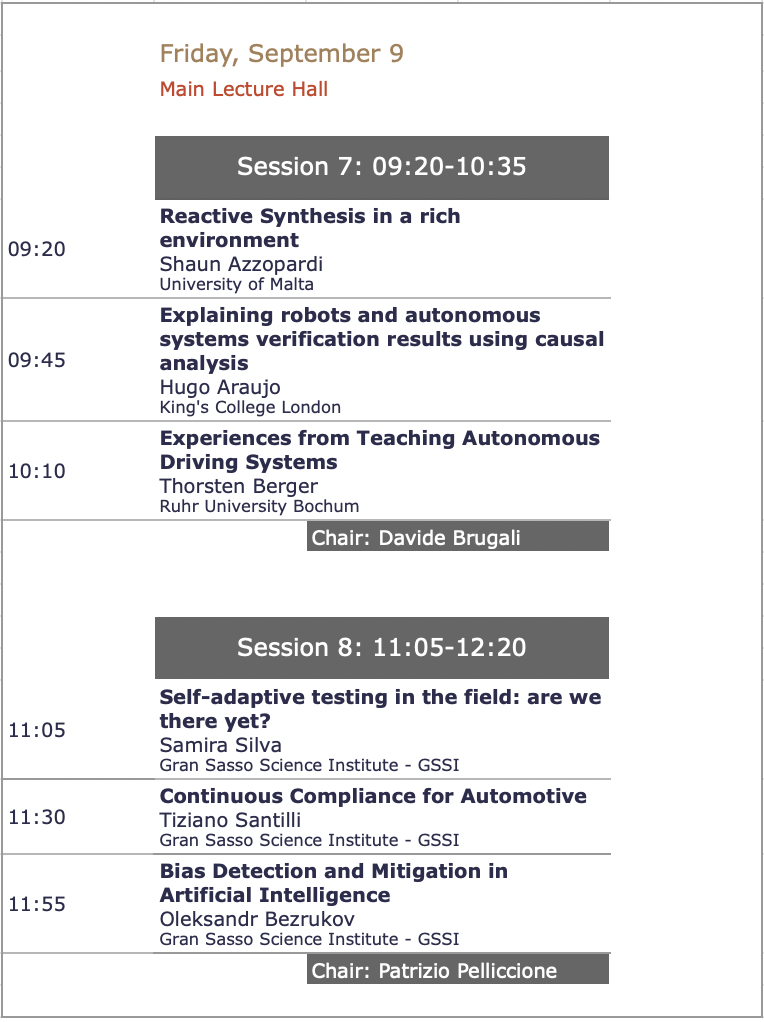 Friday, September 9
Main Lecture Hall
Session 7: 09:20-10:35
09:20
Reactive Synthesis in a rich
environment
Shaun Azzopardi
University of Malta
09:45
Explaining robots and autonomous
systems verification results using causal
analysis
Hugo Araujo
King's College London
10:10
Experiences from Teaching Autonomous
Driving Systems
Thorsten Berger
Ruhr University Bochum
Chair: Davide Brugali
Session 8: 11:05-12:20
11:05
Self-adaptive testing in the field: are we
there yet?
Samira Silva
Gran Sasso Science Institute - GSSI
11:30
Continuous Compliance for Automotive
Tiziano Santilli
Gran Sasso Science Institute - GSSI
11:55
Bias Detection and Mitigation in
Artificial Intelligence
Oleksandr Bezrukov
Gran Sasso Science Institute - GSSI
Chair: Patrizio Pelliccione